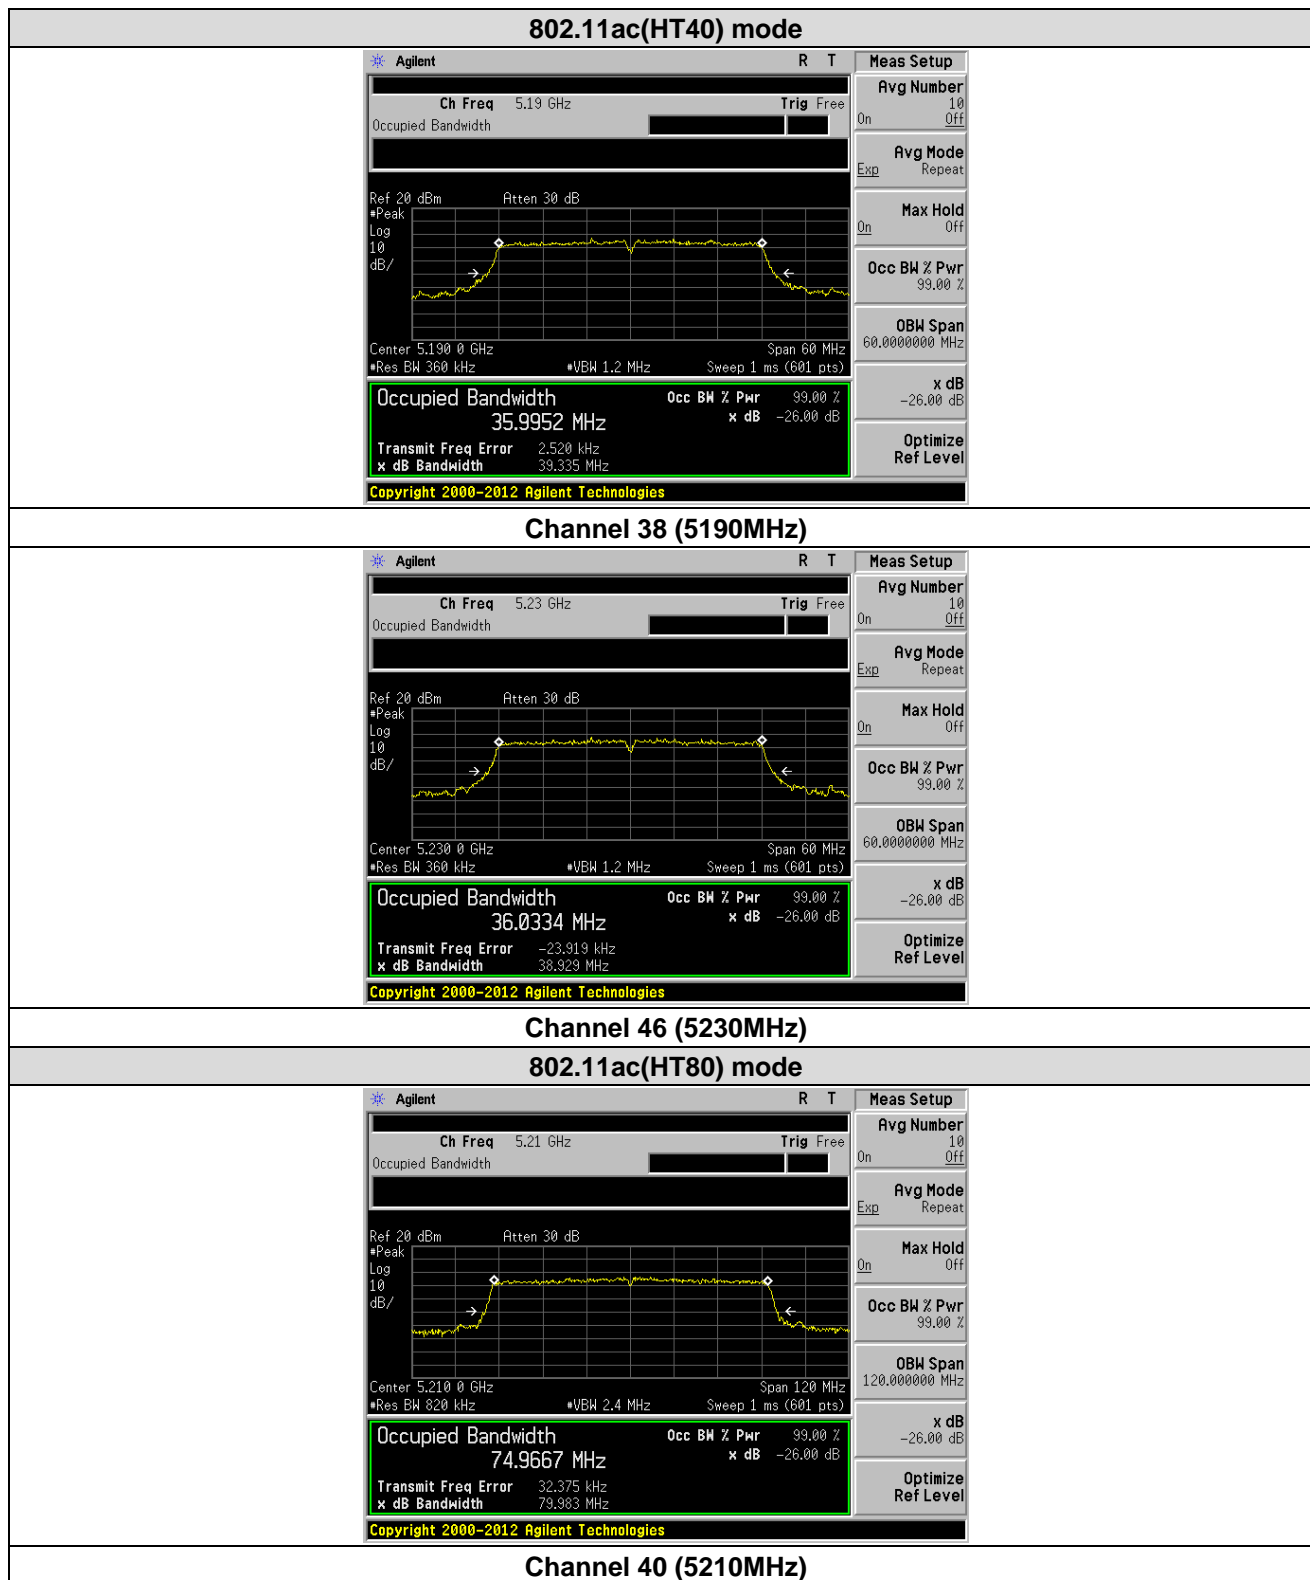 802.11ac(HT40) mode
Agilent R T Meas Setup
Ch Freq 5.19 GHz Trig Free
Occupied Bandwidth
Avg Number
10
On Off
Avg Mode
Exp Repeat
Max Hold
On Off
Occ BW % Pwr
99.00 %
OBW Span
60.0000000 MHz
x dB
-26.00 dB
Optimize
Ref Level
Ref 20 dBm Atten 30 dB
#Peak
Log
10
dB/
Center 5.190 0 GHz Span 60 MHz
#Res BW 360 kHz #VBW 1.2 MHz Sweep 1 ms (601 pts)
Occupied Bandwidth Occ BW % Pwr 99.00 %
35.9952 MHz x dB -26.00 dB
Transmit Freq Error 2.520 kHz
x dB Bandwidth 39.335 MHz
Copyright 2000-2012 Agilent Technologies
Channel 38 (5190MHz)
Agilent R T Meas Setup
Ch Freq 5.23 GHz Trig Free
Occupied Bandwidth
Avg Number
10
On Off
Avg Mode
Exp Repeat
Max Hold
On Off
Occ BW % Pwr
99.00 %
OBW Span
60.0000000 MHz
x dB
-26.00 dB
Optimize
Ref Level
Ref 20 dBm Atten 30 dB
#Peak
Log
10
dB/
Center 5.230 0 GHz Span 60 MHz
#Res BW 360 kHz #VBW 1.2 MHz Sweep 1 ms (601 pts)
Occupied Bandwidth Occ BW % Pwr 99.00 %
36.0334 MHz x dB -26.00 dB
Transmit Freq Error -23.919 kHz
x dB Bandwidth 38.929 MHz
Copyright 2000-2012 Agilent Technologies
Channel 46 (5230MHz)
802.11ac(HT80) mode
Agilent R T Meas Setup
Ch Freq 5.21 GHz Trig Free
Occupied Bandwidth
Avg Number
10
On Off
Avg Mode
Exp Repeat
Max Hold
On Off
Occ BW % Pwr
99.00 %
OBW Span
120.000000 MHz
x dB
-26.00 dB
Optimize
Ref Level
Ref 20 dBm Atten 30 dB
#Peak
Log
10
dB/
Center 5.210 0 GHz Span 120 MHz
#Res BW 820 kHz #VBW 2.4 MHz Sweep 1 ms (601 pts)
Occupied Bandwidth Occ BW % Pwr 99.00 %
74.9667 MHz x dB -26.00 dB
Transmit Freq Error 32.375 kHz
x dB Bandwidth 79.983 MHz
Copyright 2000-2012 Agilent Technologies
Channel 40 (5210MHz)